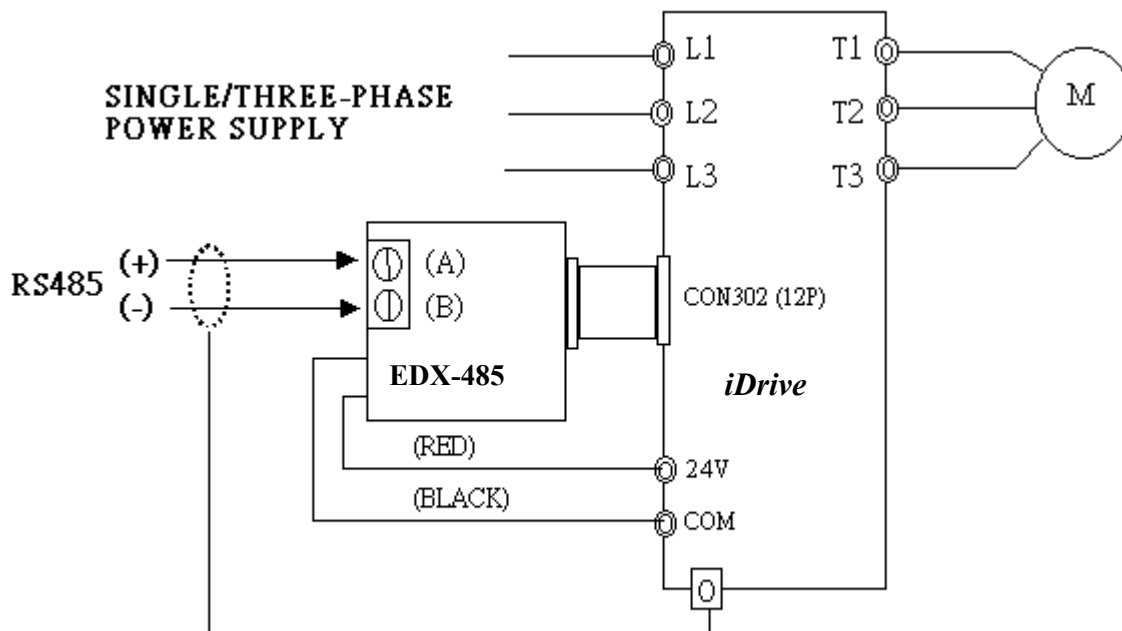 L1
T1
SINGLE/THREE-PHASE
POWER SUPPLY
L2
T2
M
L3
T3
RS485
(+)
(A)
(-)
(B)
CON302 (12P)
EDX-485
iDrive
(RED)
24V
(BLACK)
COM
O